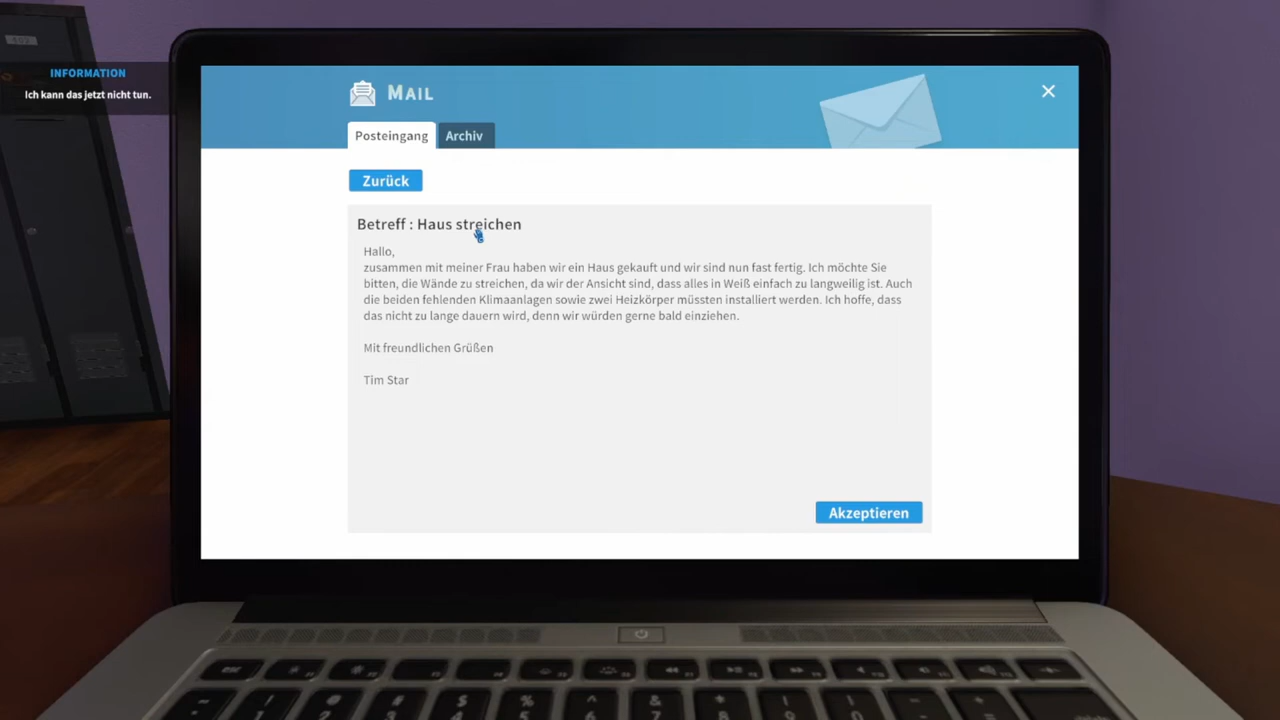 INFORMATION
Ich kann das jetzt nicht tun.
MAIL
Posteingang
Archiv
Zurück
Betreff : Haus streichen
Hallo,
zusammen mit meiner Frau haben wir ein Haus gekauft und wir sind nun fast fertig. Ich möchte Sie
bitten, die Wände zu streichen, da wir der Ansicht sind, dass alles in Weiß einfach zu langweilig ist. Auch
die beiden fehlenden Klimaanlagen sowie zwei Heizkörper müssten installiert werden. Ich hoffe, dass
das nicht zu lange dauern wird, denn wir würden gerne bald einziehen.
Mit freundlichen Grüßen
Tim Star
Akzeptieren